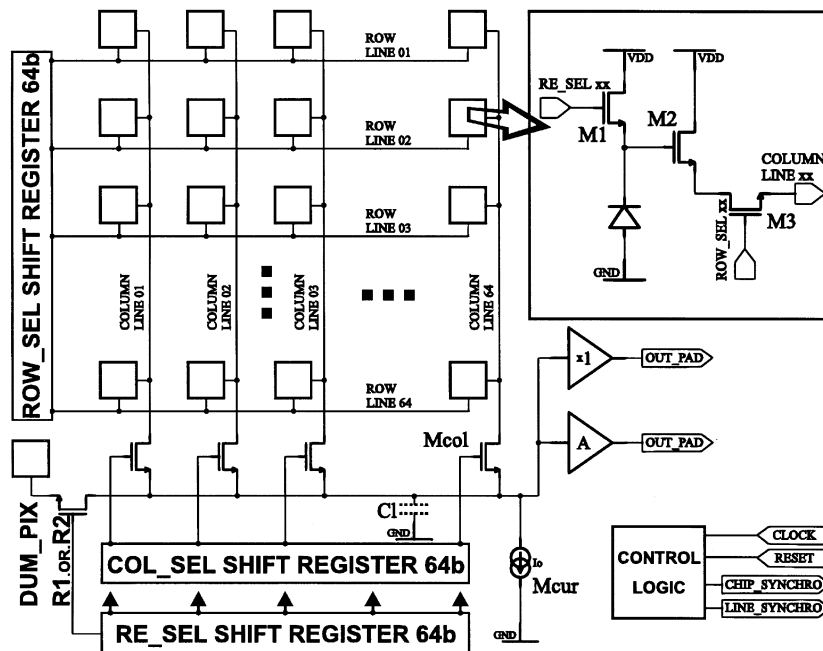 ROW_SEL SHIFT REGISTER 64b
ROW
LINE 01
ROW
LINE 02
ROW
LINE 03
COLUMN
LINE 01
COLUMN
LINE 02
COLUMN
LINE 03
COLUMN
LINE 64
ROW
LINE 64
VDD
VDD
RE_SEL xx
M1
M2
COLUMN
LINE xx
M3
ROW_SEL xx
GND
x1
OUT_PAD
A
OUT_PAD
Mcol
DUM_PIX
R1.OR.R2
Cl
GND
Io
Mcur
GND
COL_SEL SHIFT REGISTER 64b
RE_SEL SHIFT REGISTER 64b
CONTROL
LOGIC
CLOCK
RESET
CHIP_SYNCHRO
LINE_SYNCHRO